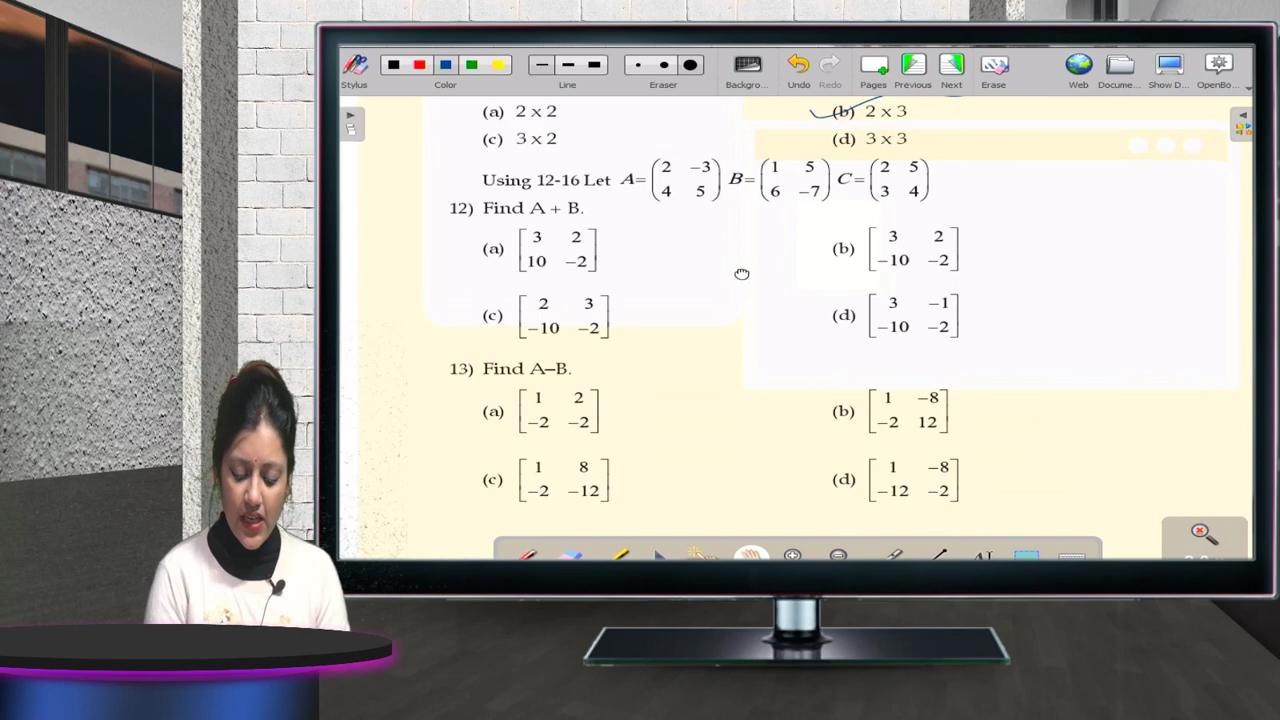 Stylus
Color
Line
Eraser
Backgro...
Undo
Redo
Pages
Previous
Next
Erase
Web
Docume...
Show D...
OpenBo...
(a) 2 x 2 (b) 2 x 3
(c) 3 x 2 (d) 3 x 3
Using 12-16 Let A= (2 −3 4 5) B= (1 5 6 −7) C= (2 5 3 4)
12) Find A + B.
(a) [3 2 10 −2] (b) [3 2 −10 −2]
(c) [2 3 −10 −2] (d) [3 −1 −10 −2]
13) Find A−B.
(a) [1 2 −2 −2] (b) [1 −8 −2 12]
(c) [1 8 −2 −12] (d) [1 −8 −12 −2]